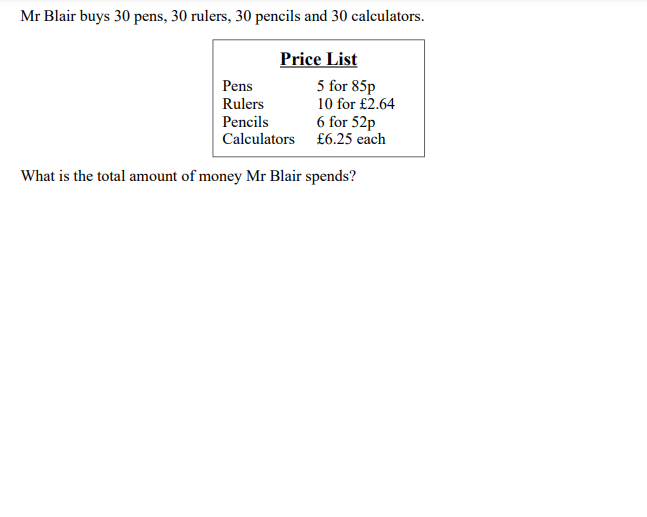 Mr Blair buys 30 pens, 30 rulers, 30 pencils and 30 calculators.
Price List
Pens 5 for 85p
Rulers 10 for £2.64
Pencils 6 for 52p
Calculators £6.25 each
What is the total amount of money Mr Blair spends?